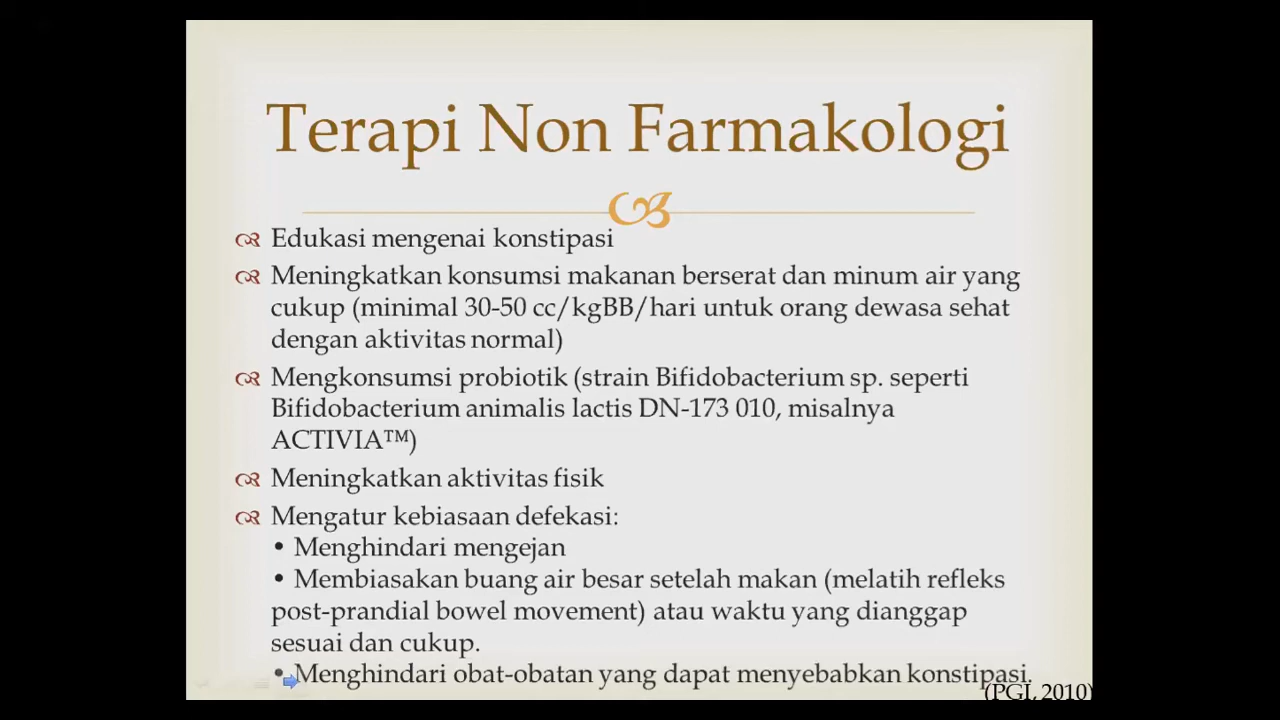 Terapi Non Farmakologi
Edukasi mengenai konstipasi
Meningkatkan konsumsi makanan berserat dan minum air yang
cukup (minimal 30-50 cc/kgBB/hari untuk orang dewasa sehat
dengan aktivitas normal)
Mengkonsumsi probiotik (strain Bifidobacterium sp. seperti
Bifidobacterium animalis lactis DN-173 010, misalnya
ACTIVIA™)
Meningkatkan aktivitas fisik
Mengatur kebiasaan defekasi:
• Menghindari mengejan
• Membiasakan buang air besar setelah makan (melatih refleks
post-prandial bowel movement) atau waktu yang dianggap
sesuai dan cukup.
• Menghindari obat-obatan yang dapat menyebabkan konstipasi.
(PGI, 2010)